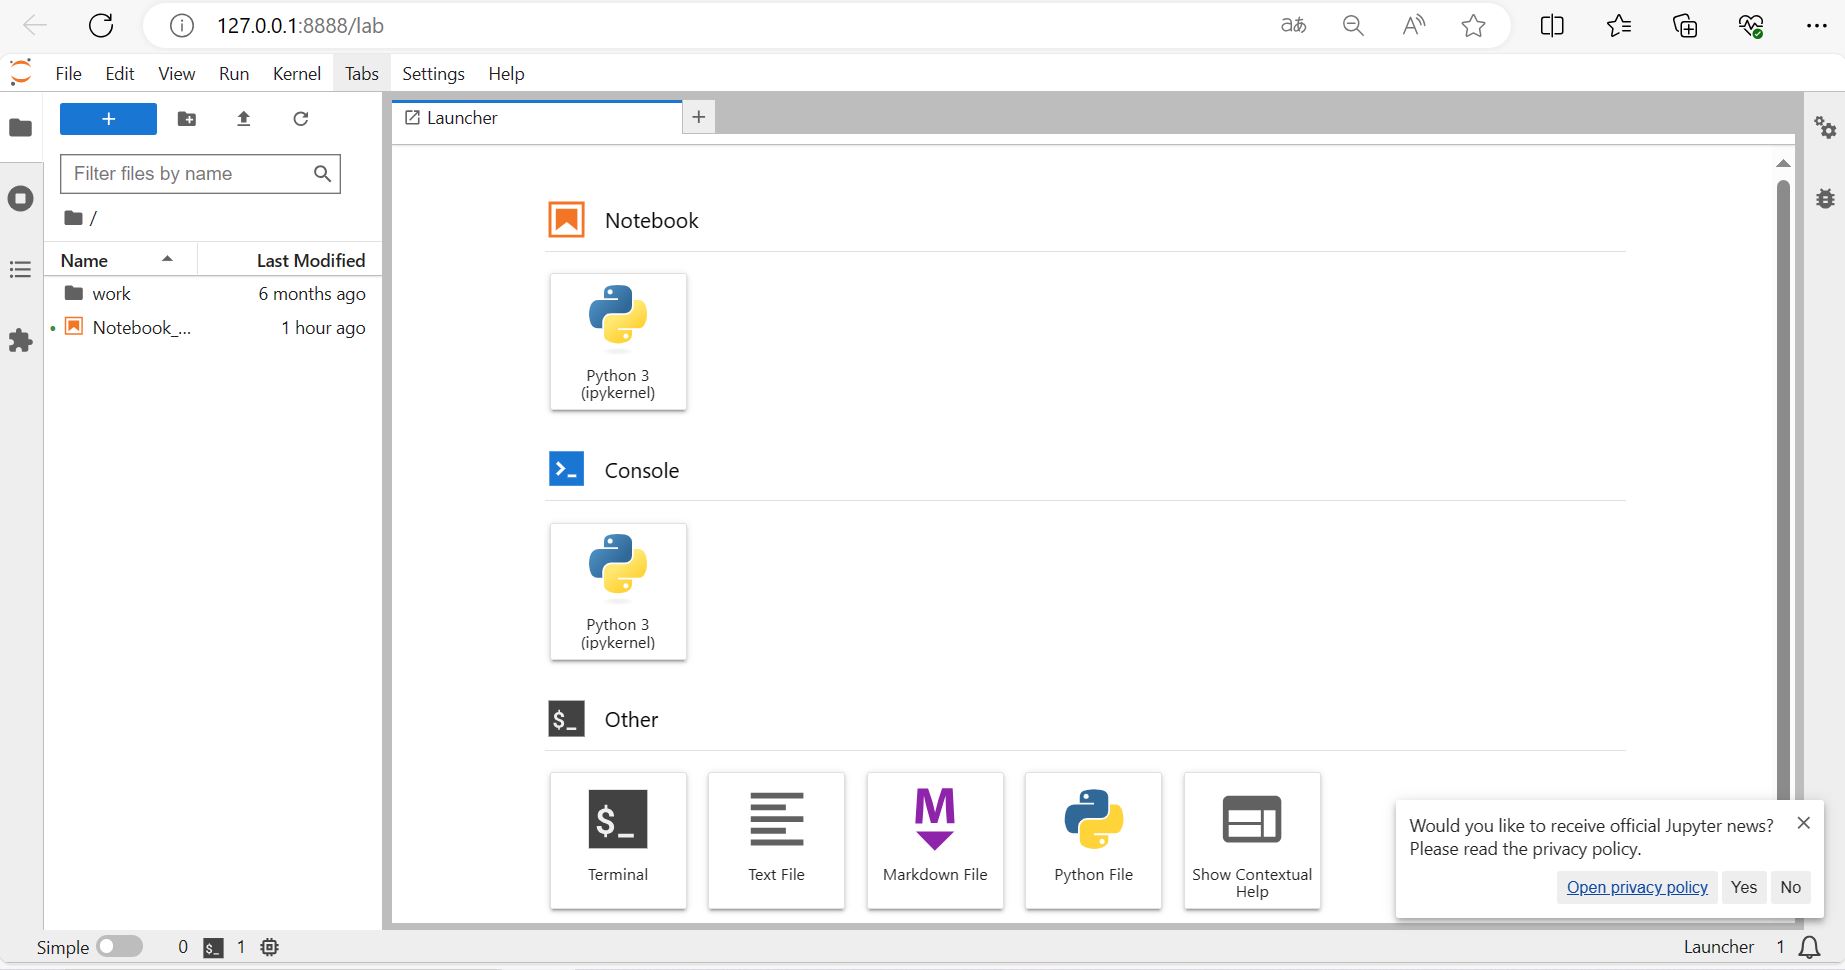 127.0.0.1:8888/lab
aあ
File Edit View Run Kernel Tabs Settings Help
+
Launcher +
Filter files by name
/
Name Last Modified
work 6 months ago
Notebook_... 1 hour ago
Notebook
Python 3
(ipykernel)
Console
Python 3
(ipykernel)
$_ Other
$_
Terminal
Text File
M
Markdown File
Python File
Show Contextual
Help
Would you like to receive official Jupyter news?
Please read the privacy policy.
Open privacy policy Yes No
Simple 0 $_ 1 Launcher 1